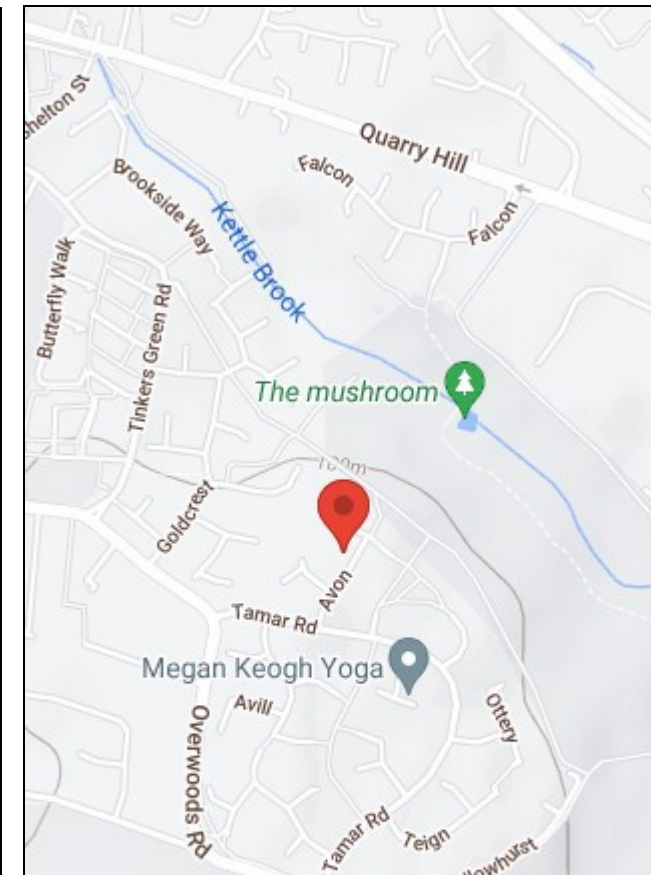 Shelton St
Quarry Hill
Falcon
Falcon
Brookside Way
Kettle Brook
Butterfly Walk
Tinkers Green Rd
The mushroom
100m
Goldcrest
Avon
Tamar Rd
Megan Keogh Yoga
Avill
Ottery
Overwoods Rd
Tamar Rd
Teign